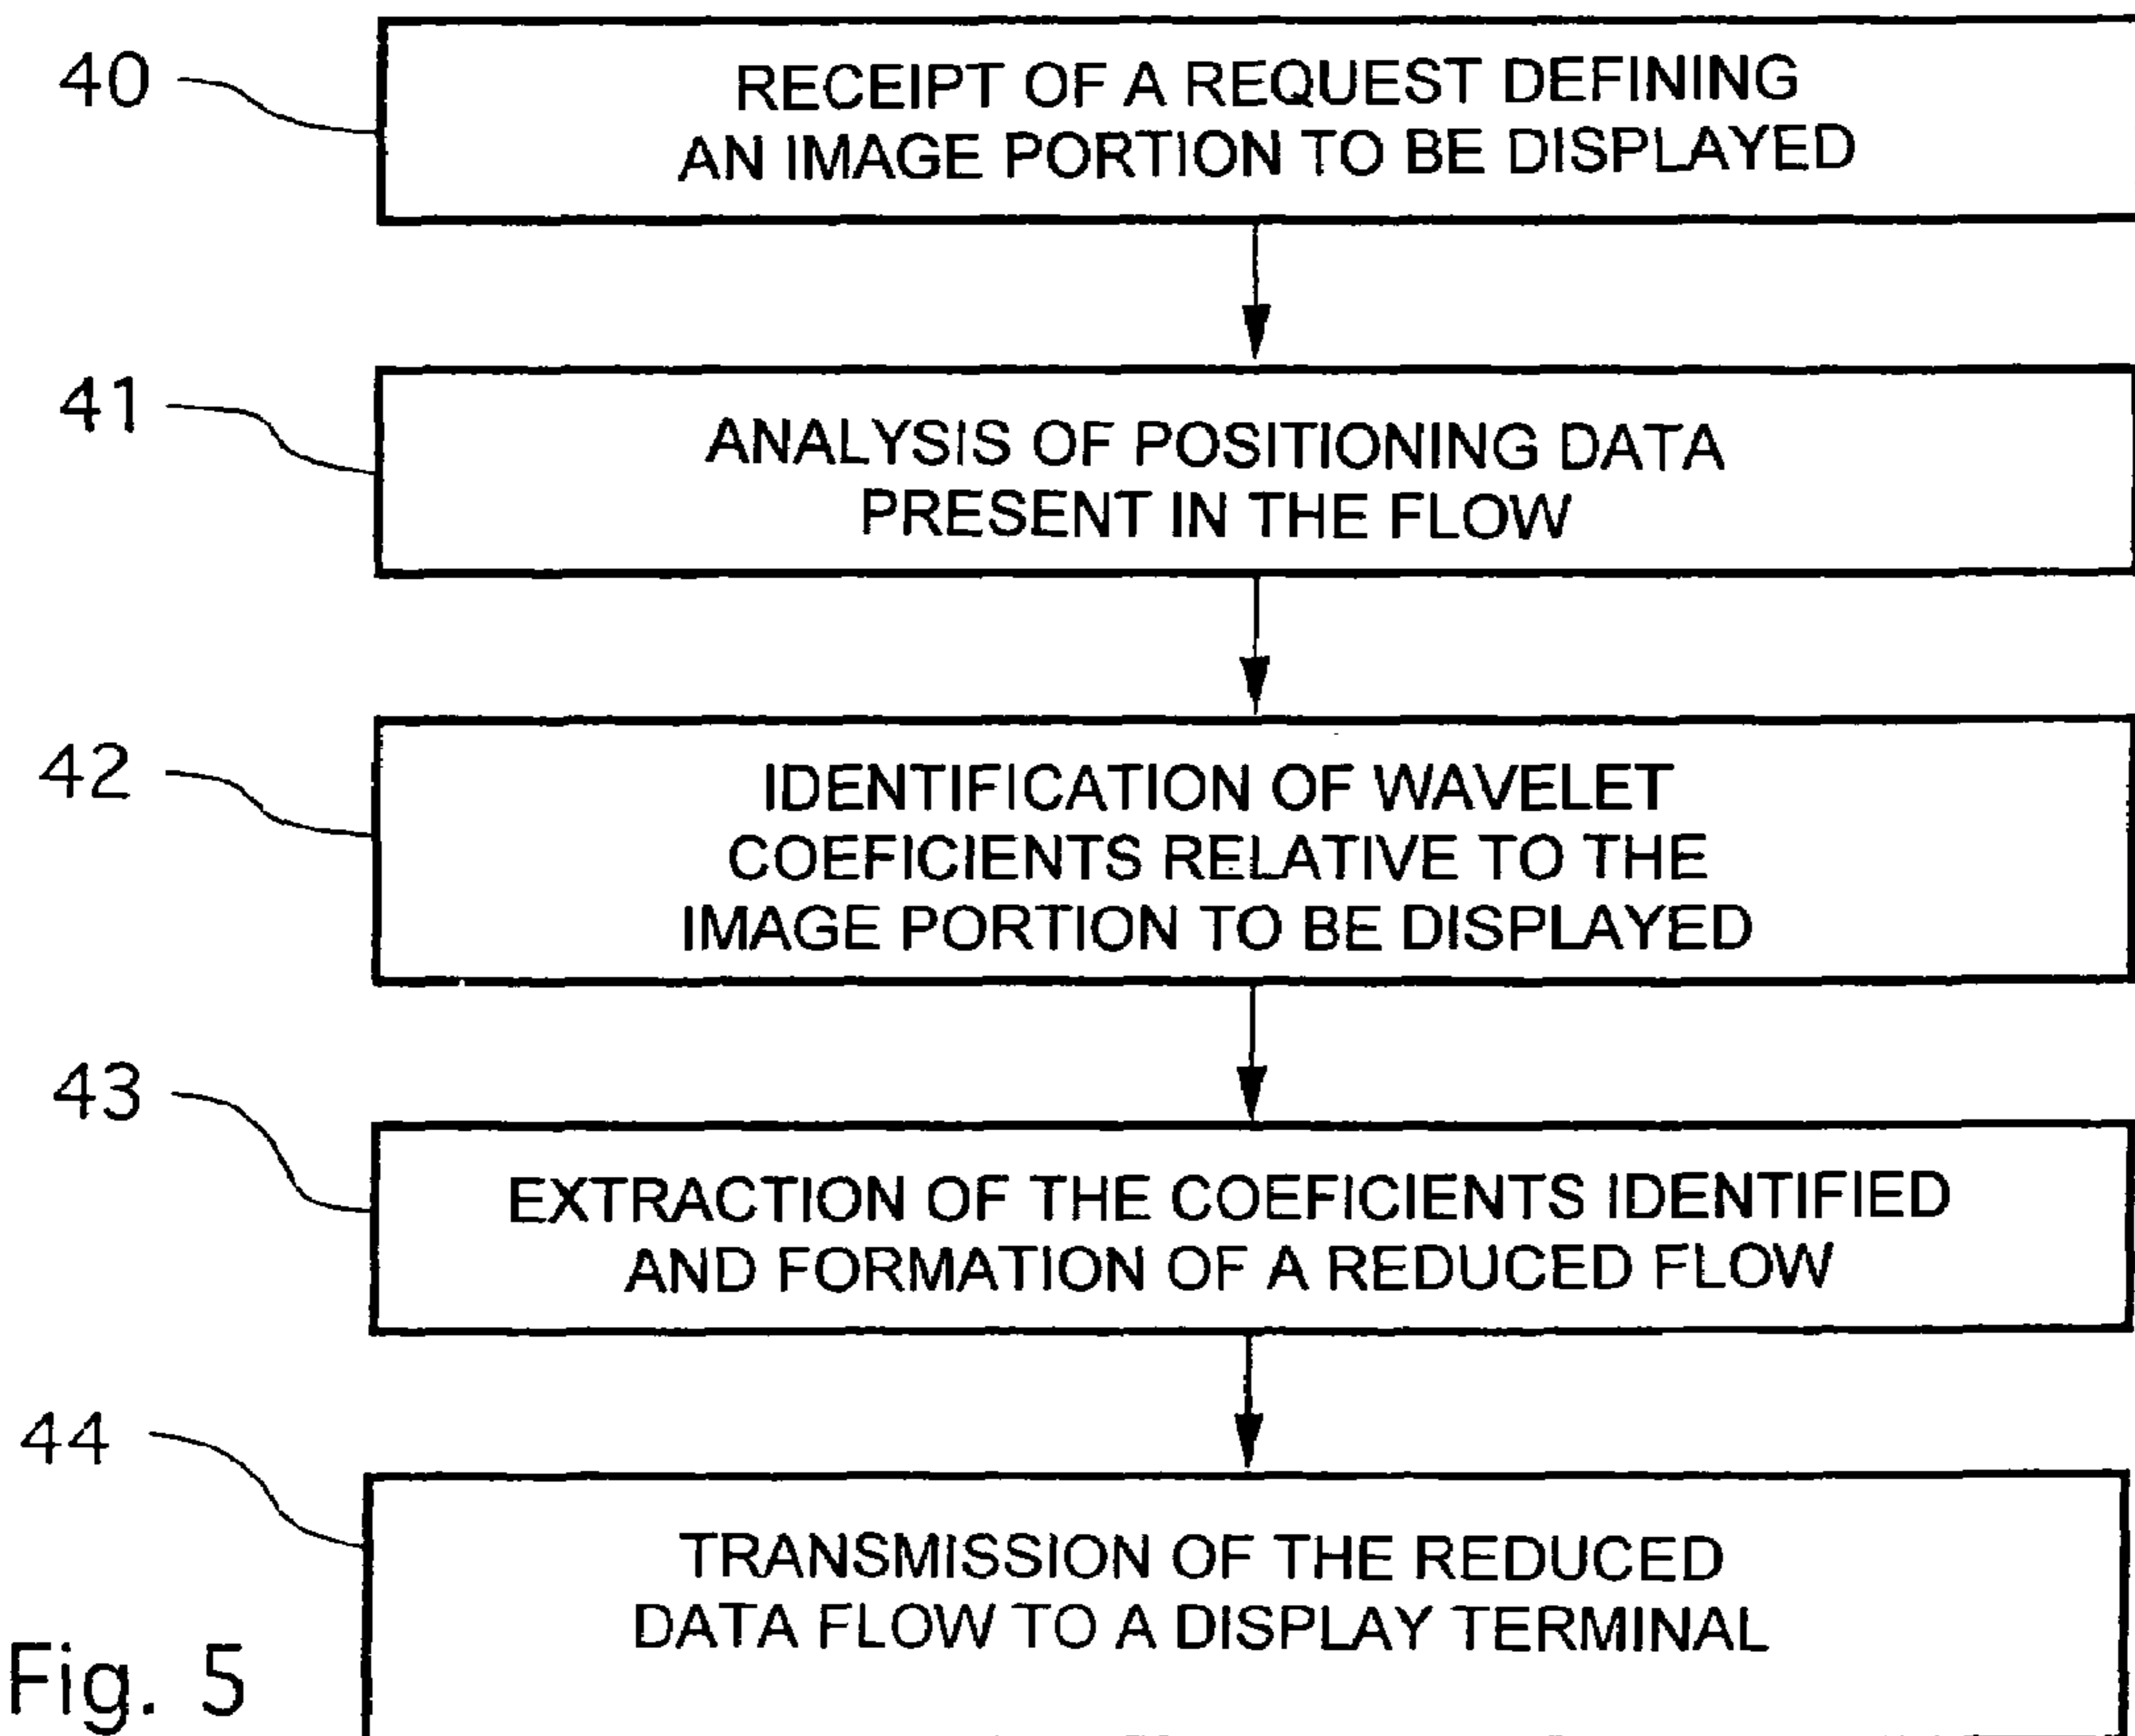 40
RECEIPT OF A REQUEST DEFINING
AN IMAGE PORTION TO BE DISPLAYED
41
ANALYSIS OF POSITIONING DATA
PRESENT IN THE FLOW
42
IDENTIFICATION OF WAVELET
COEFICIENTS RELATIVE TO THE
IMAGE PORTION TO BE DISPLAYED
43
EXTRACTION OF THE COEFICIENTS IDENTIFIED
AND FORMATION OF A REDUCED FLOW
44
TRANSMISSION OF THE REDUCED
DATA FLOW TO A DISPLAY TERMINAL
Fig. 5